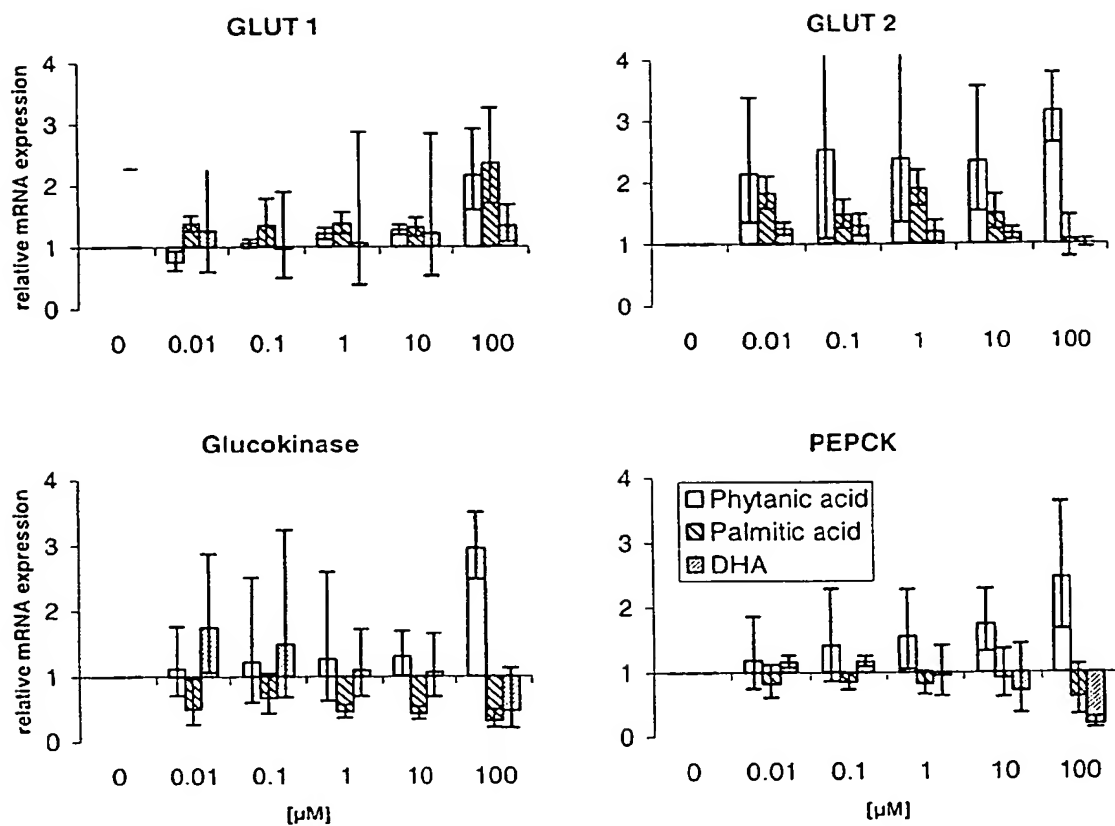 GLUT 1
relative mRNA expression
4
3
2
1
0
0 0.01 0.1 1 10 100
GLUT 2
4
3
2
1
0
0 0.01 0.1 1 10 100
Glucokinase
relative mRNA expression
4
3
2
1
0
0 0.01 0.1 1 10 100
[µM]
PEPCK
4
3
2
1
0
Phytanic acid
Palmitic acid
DHA
0 0.01 0.1 1 10 100
[µM]